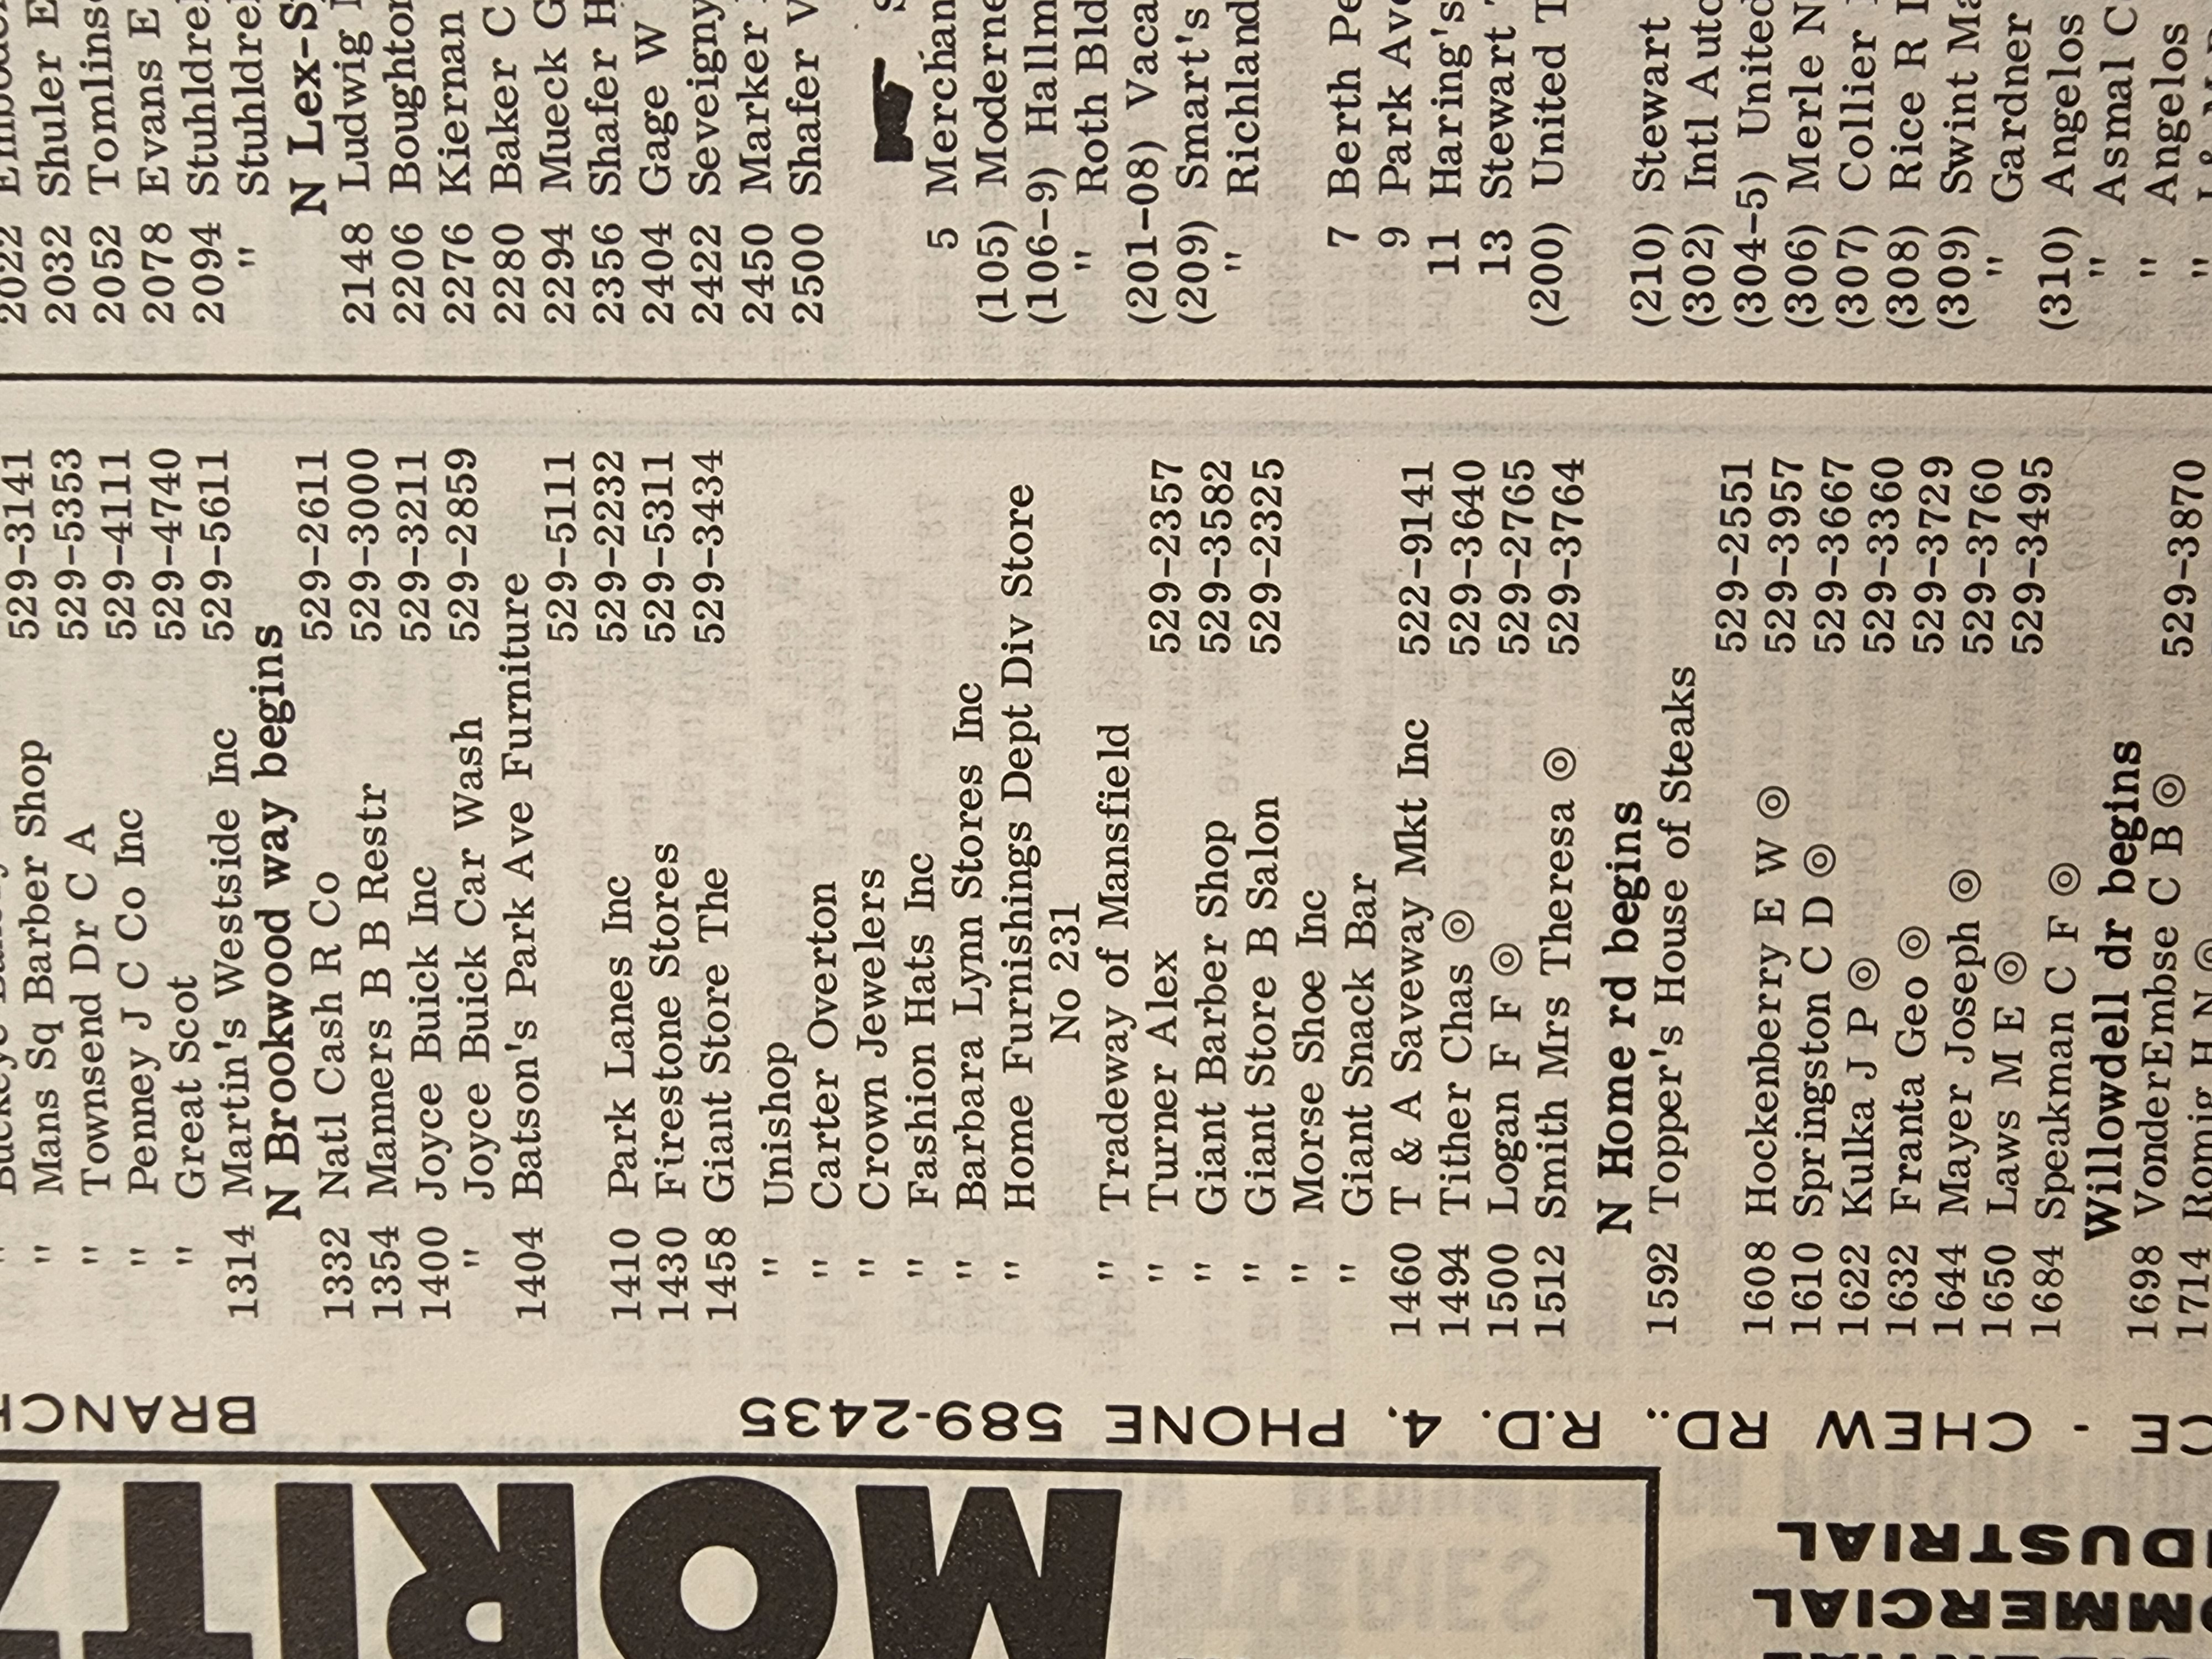 529-3141
" Mans Sq Barber Shop 529-5353
" Townsend Dr C A 529-4111
" Penney J C Co Inc 529-4740
" Great Scot 529-5611
1314 Martin's Westside Inc
N Brookwood way begins
1332 Natl Cash R Co 529-2611
1354 Manners B B Restr 529-3000
1400 Joyce Buick Inc 529-3211
" Joyce Buick Car Wash 529-2859
1404 Batson's Park Ave Furniture
529-5111
1410 Park Lanes Inc 529-2232
1430 Firestone Stores 529-5311
1458 Giant Store The 529-3434
" Unishop
" Carter Overton
" Crown Jewelers
" Fashion Hats Inc
" Barbara Lynn Stores Inc
" Home Furnishings Dept Div Store
No 231
" Tradeway of Mansfield
" Turner Alex 529-2357
" Giant Barber Shop 529-3582
" Giant Store B Salon 529-2325
" Morse Shoe Inc
" Giant Snack Bar
1460 T & A Saveway Mkt Inc 522-9141
1494 Tither Chas ◎ 529-3640
1500 Logan F F ◎ 529-2765
1512 Smith Mrs Theresa ◎ 529-3764
N Home rd begins
1592 Topper's House of Steaks
529-2551
1608 Hockenberry E W ◎ 529-3957
1610 Springston C D ◎ 529-3667
1622 Kulka J P ◎ 529-3360
1632 Franta Geo ◎ 529-3729
1644 Mayer Joseph ◎ 529-3760
1650 Laws M E ◎ 529-3495
1684 Speakman C F ◎
Willowdell dr begins
1698 VonderEmbse C B ◎ 529-3870
1714 Romig H N ◎
2022
2032 Shuler E
2052 Tomlins
2078 Evans E
2094 Stuhldre
" Stuhldre
N Lex-S
2148 Ludwig
2206 Boughton
2276 Kiernan
2280 Baker C
2294 Mueck G
2356 Shafer H
2404 Gage W
2422 Seveigny
2450 Marker
2500 Shafer V
5 Merchan
(105) Moderne
(106-9) Hallm
" Roth Bld
(201-08) Vaca
(209) Smart's
" Richland
7 Berth Pe
9 Park Ave
11 Haring's
13 Stewart
(200) United T
(210) Stewart
(302) Intl Auto
(304-5) United
(306) Merle N
(307) Collier
(308) Rice R
(309) Swint Ma
" Gardner
(310) Angelos
" Asmal C
" Angelos
"
BRANC
CE - CHEW RD., R.D. 4. PHONE 589-2435
MORITZ
DUSTRIAL
OMMERCIAL